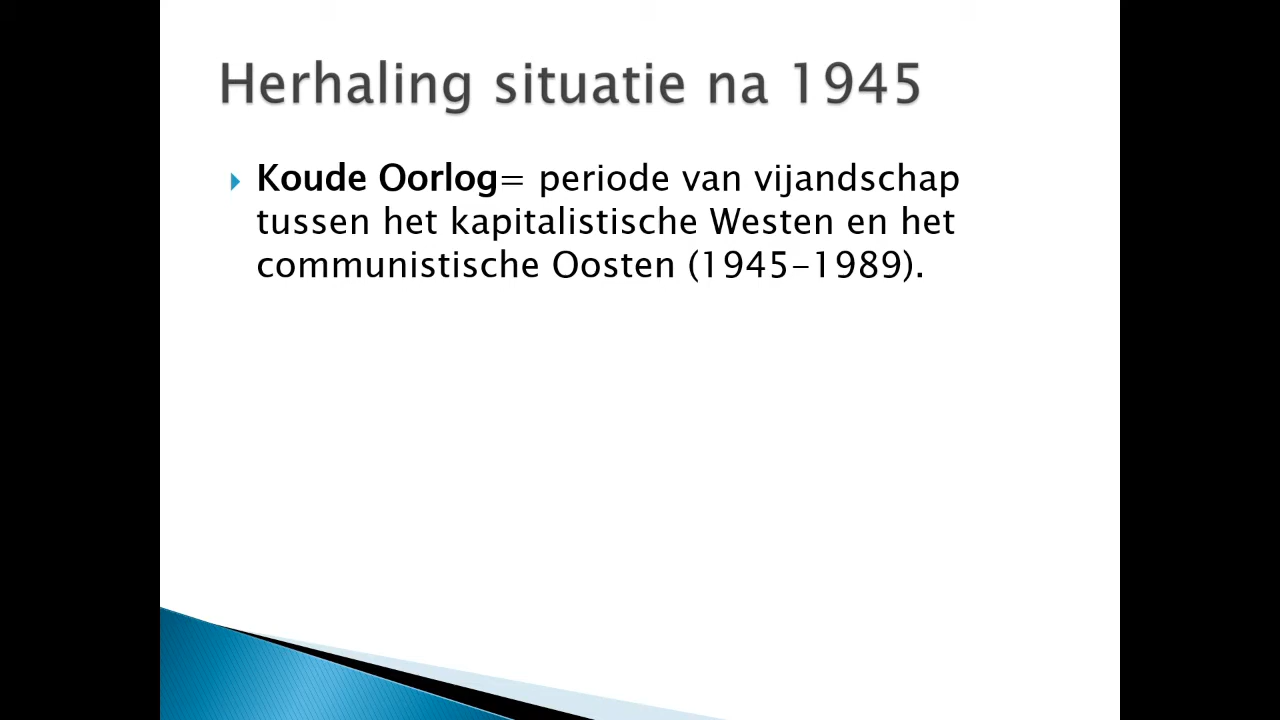 Herhaling situatie na 1945
Koude Oorlog= periode van vijandschap
tussen het kapitalistische Westen en het
communistische Oosten (1945-1989).